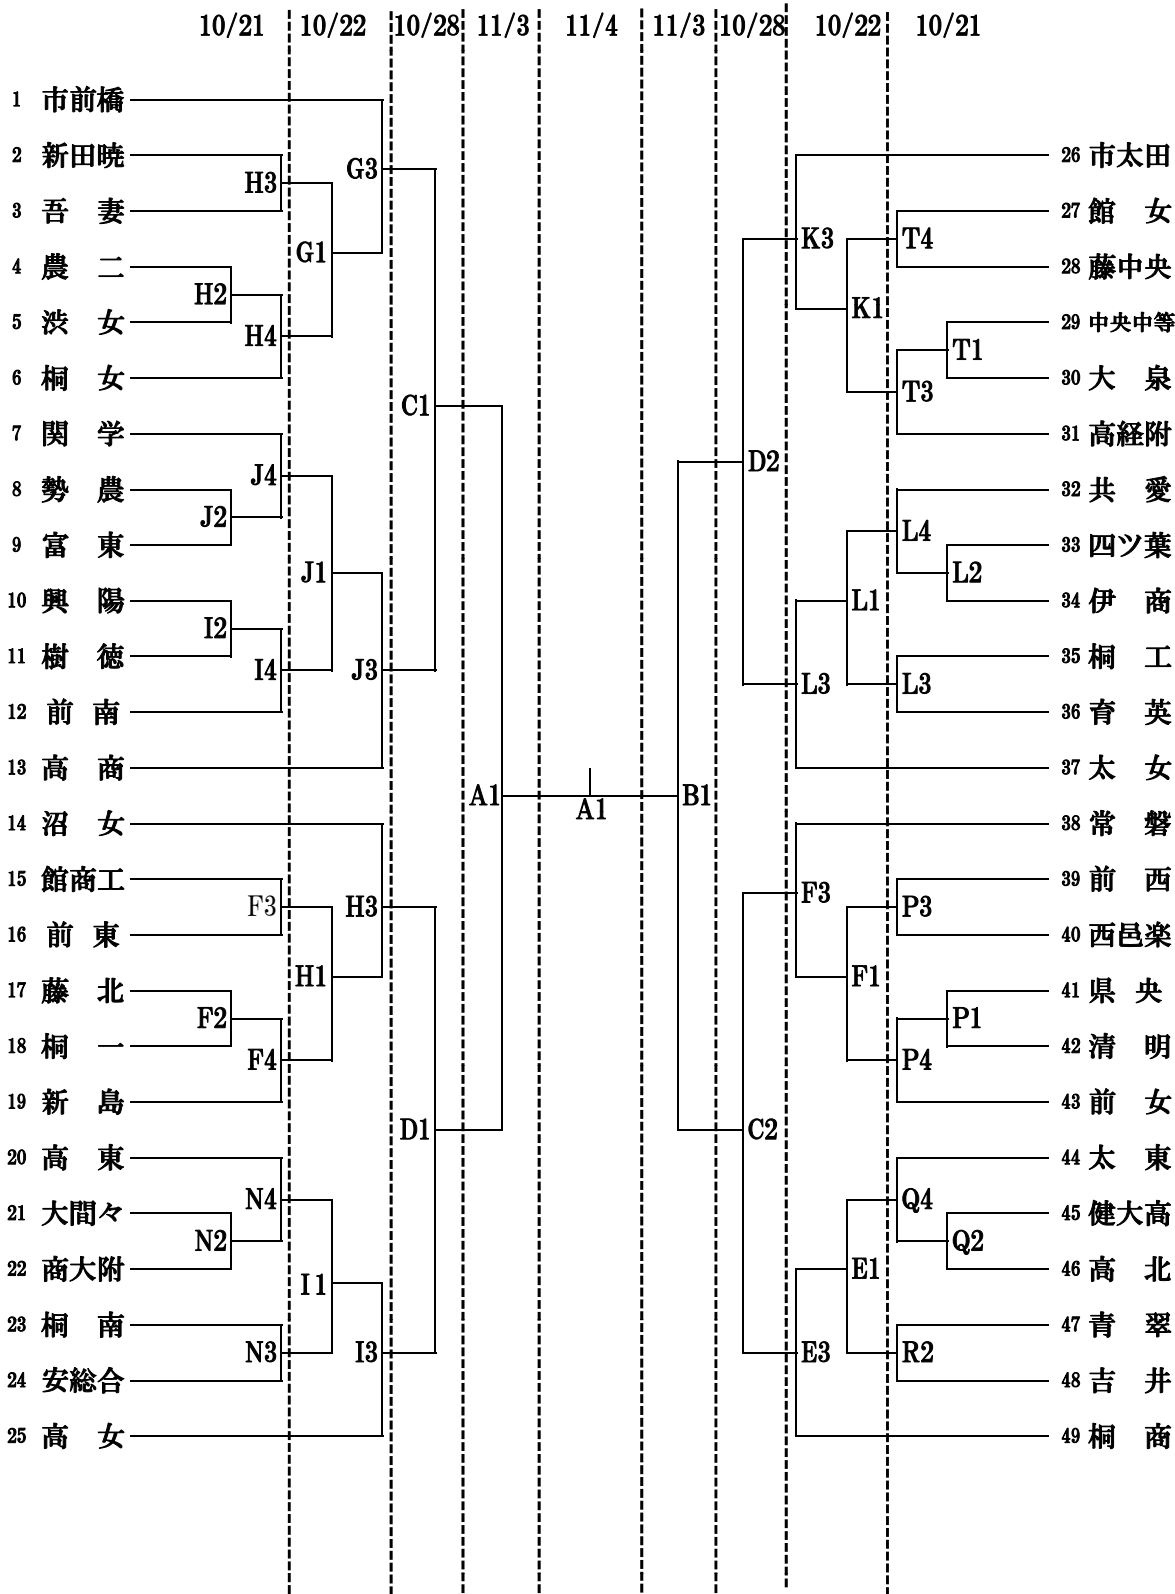 10/21 10/22 10/28 11/3 11/4 11/3 10/28 10/22 10/21
1 市前橋
2 新田暁 G3 26 市太田
H3
3 吾 妻 27 館 女
G1 K3 T4
4 農 二 28 藤中央
H2 K1
5 渋 女 29 中央中等
H4 T1
6 桐 女 30 大 泉
C1 T3
7 関 学 31 高経附
J4 D2
8 勢 農 32 共 愛
J2 L4
9 富 東 33 四ツ葉
J1 L2
10 興 陽 34 伊 商
I2 L1
11 樹 徳 35 桐 工
I4 J3 L3 L3
12 前 南 36 育 英
13 高 商 37 太 女
A1 A1 B1
14 沼 女 38 常 磐
15 館商工 39 前 西
F3 H3 F3 P3
16 前 東 40 西邑楽
H1 F1
17 藤 北 41 県 央
F2 P1
18 桐 一 42 清 明
F4 P4
19 新 島 43 前 女
D1 C2
20 高 東 44 太 東
N4 Q4
21 大間々 45 健大高
N2 Q2
22 商大附 46 高 北
I1 E1
23 桐 南 47 青 翠
N3 I3 E3 R2
24 安総合 48 吉 井
25 高 女 49 桐 商